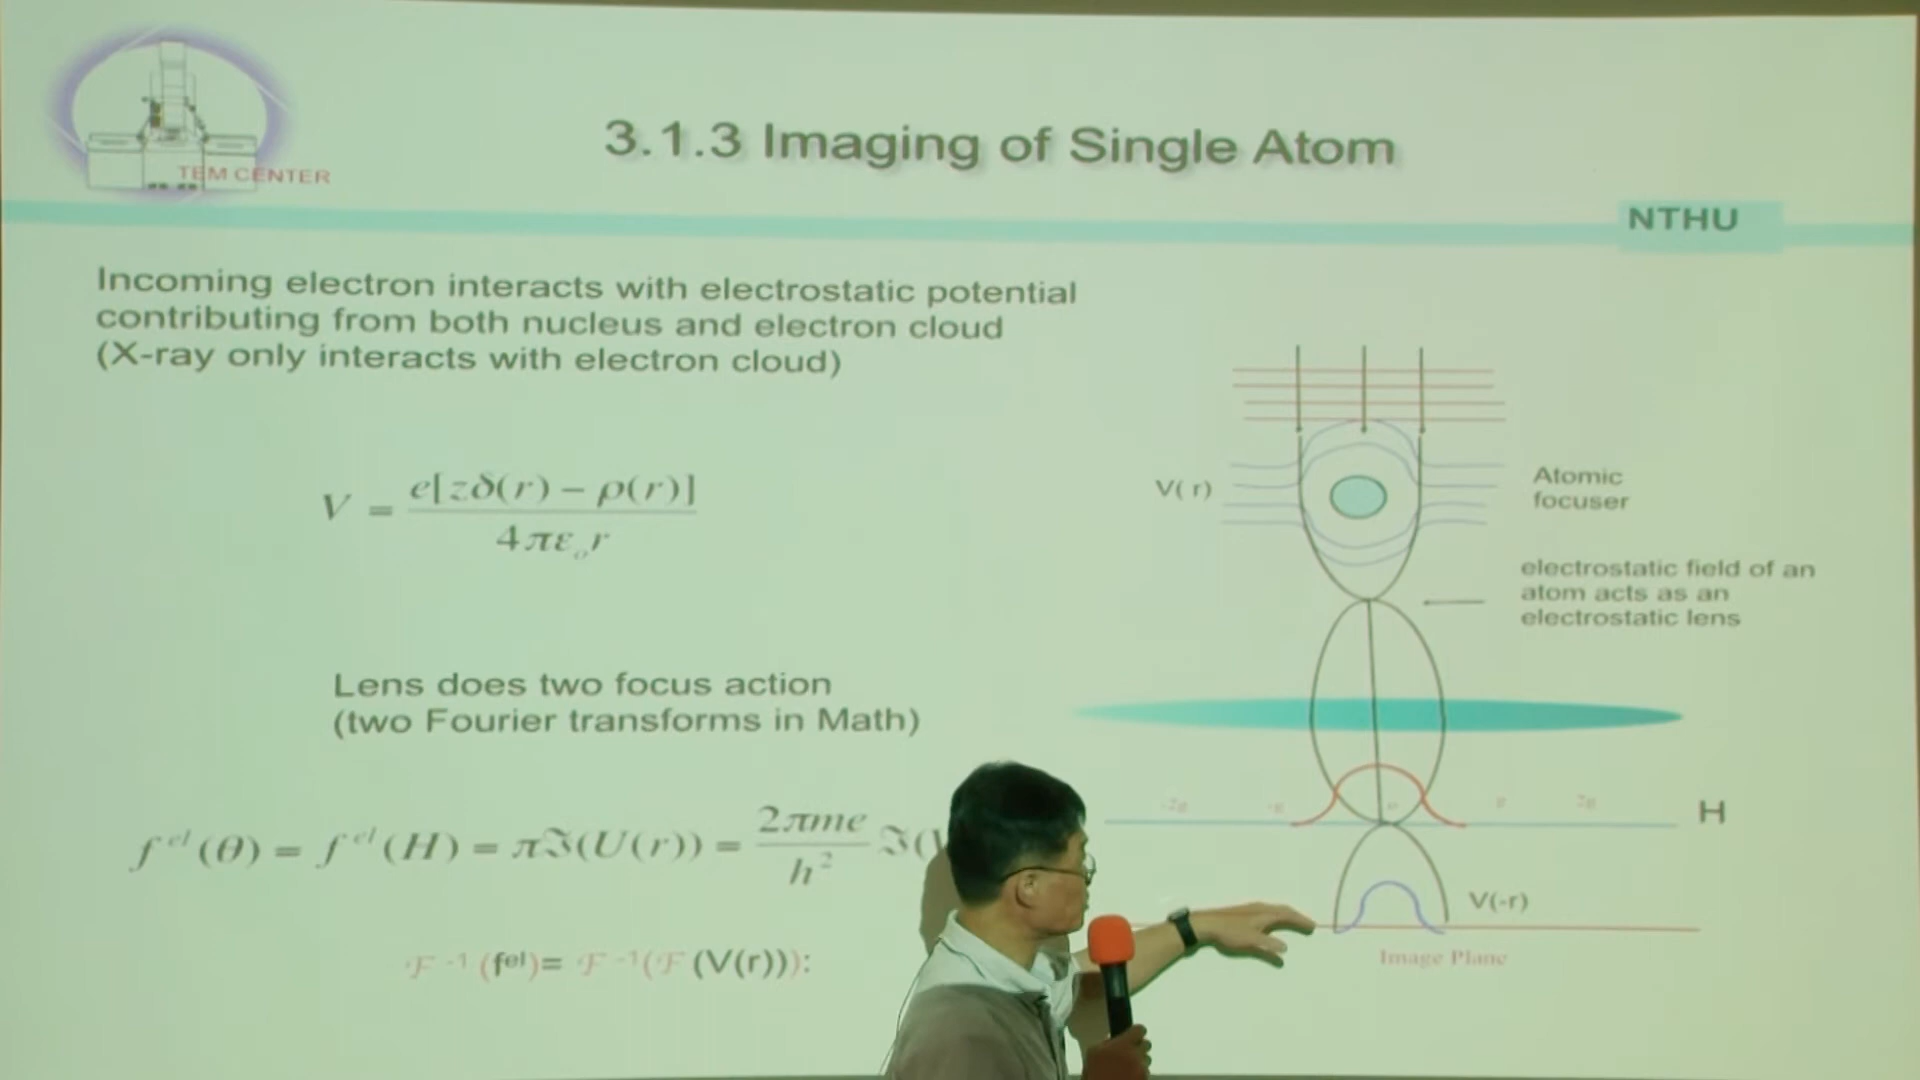 TEM CENTER
3.1.3 Imaging of Single Atom
NTHU
Incoming electron interacts with electrostatic potential
contributing from both nucleus and electron cloud
(X-ray only interacts with electron cloud)
V = e[zδ(r) − ρ(r)] / 4πε₀r
Lens does two focus action
(two Fourier transforms in Math)
f^el (θ) = f^el (H) = πℑ(U(r)) = 2πme / h² ℑ(
ℱ⁻¹ (f^el) = ℱ⁻¹(ℱ (V(r))):
V( r)
Atomic
focuser
electrostatic field of an
atom acts as an
electrostatic lens
-2g -g o g 2g
H
V(-r)
Image Plane